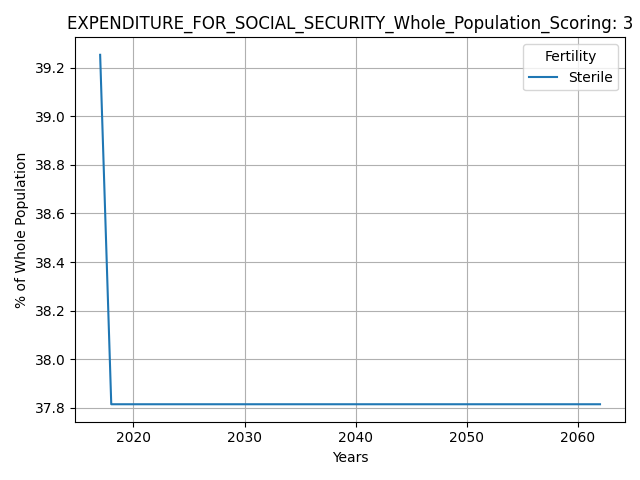 EXPENDITURE_FOR_SOCIAL_SECURITY_Whole_Population_Scoring: 3
Fertility
Sterile
% of Whole Population
39.2
39.0
38.8
38.6
38.4
38.2
38.0
37.8
2020 2030 2040 2050 2060
Years